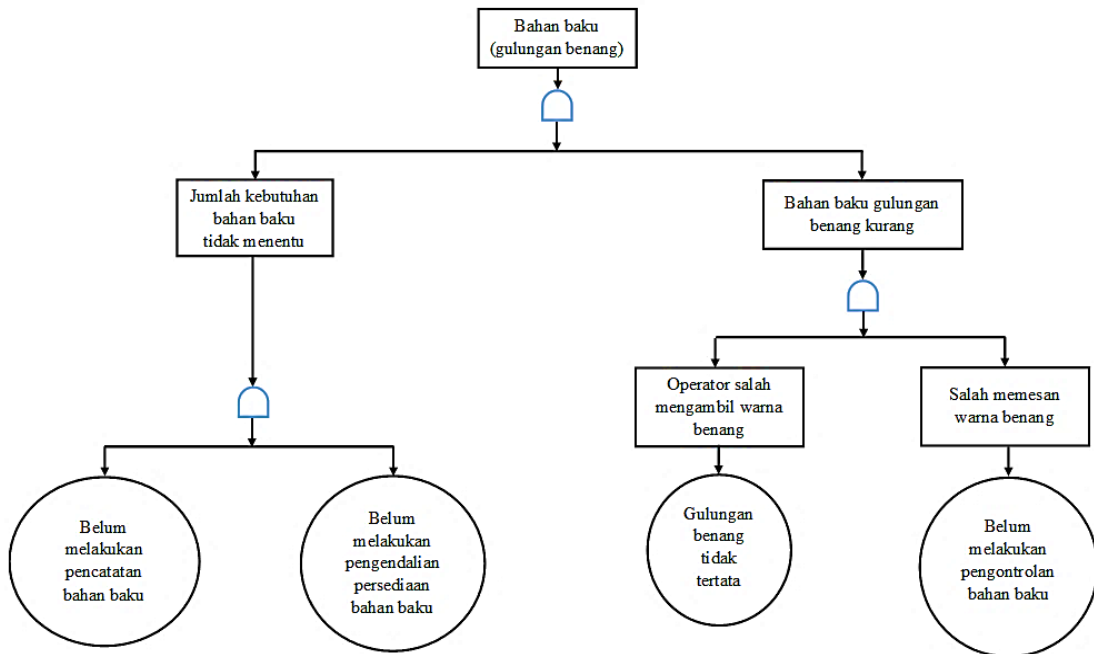 Bahan baku
(gulungan benang)
Jumlah kebutuhan
bahan baku
tidak menentu
Bahan baku gulungan
benang kurang
Operator salah
mengambil warna
benang
Salah memesan
warna benang
Belum
melakukan
pencatatan
bahan baku
Belum
melakukan
pengendalian
persediaan
bahan baku
Gulungan
benang
tidak
tertata
Belum
melakukan
pengontrolan
bahan baku